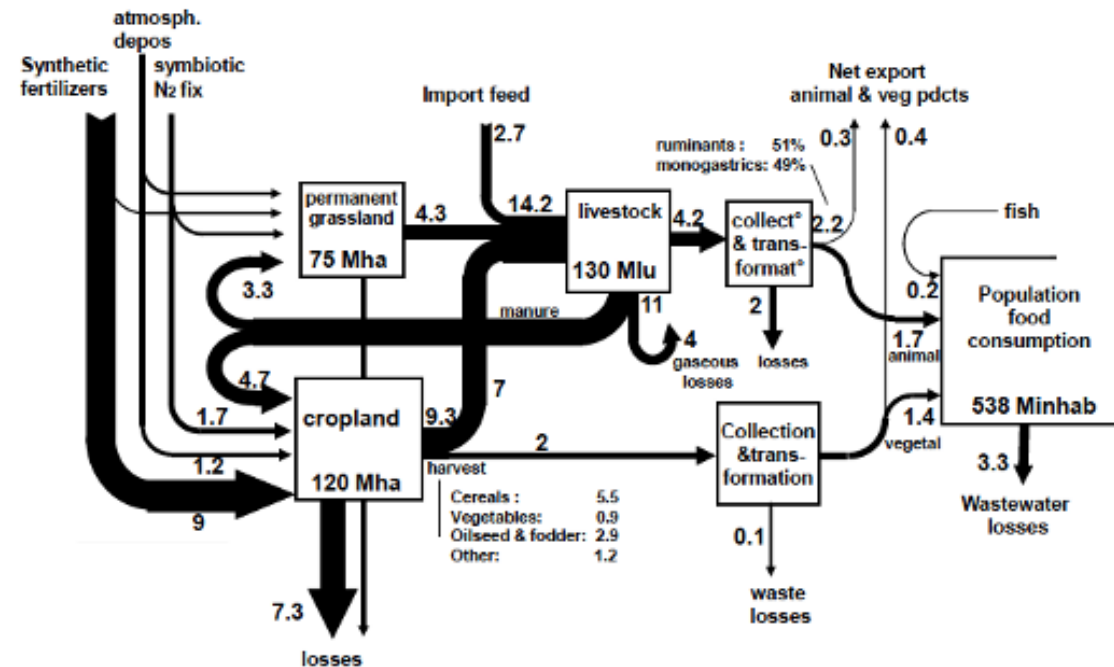 atmosph.
depos
Synthetic
fertilizers
symbiotic
N₂ fix
Import feed
2.7
Net export
animal & veg pdcts
0.3
0.4
ruminants : 51%
monogastrics: 49%
permanent
grassland
75 Mha
4.3
14.2
livestock
130 Mlu
4.2
collect°
& trans-
format°
2.2
fish
0.2
Population
food
consumption
538 Minhab
3.3
manure
11
4
gaseous
losses
2
losses
1.7
animal
4.7
7
cropland
120 Mha
9.3
1.7
1.2
9
harvest
2
Collection
&trans-
formation
1.4
vegetal
3.3
Wastewater
losses
Cereals : 5.5
Vegetables: 0.9
Oilseed & fodder: 2.9
Other: 1.2
0.1
waste
losses
7.3
losses